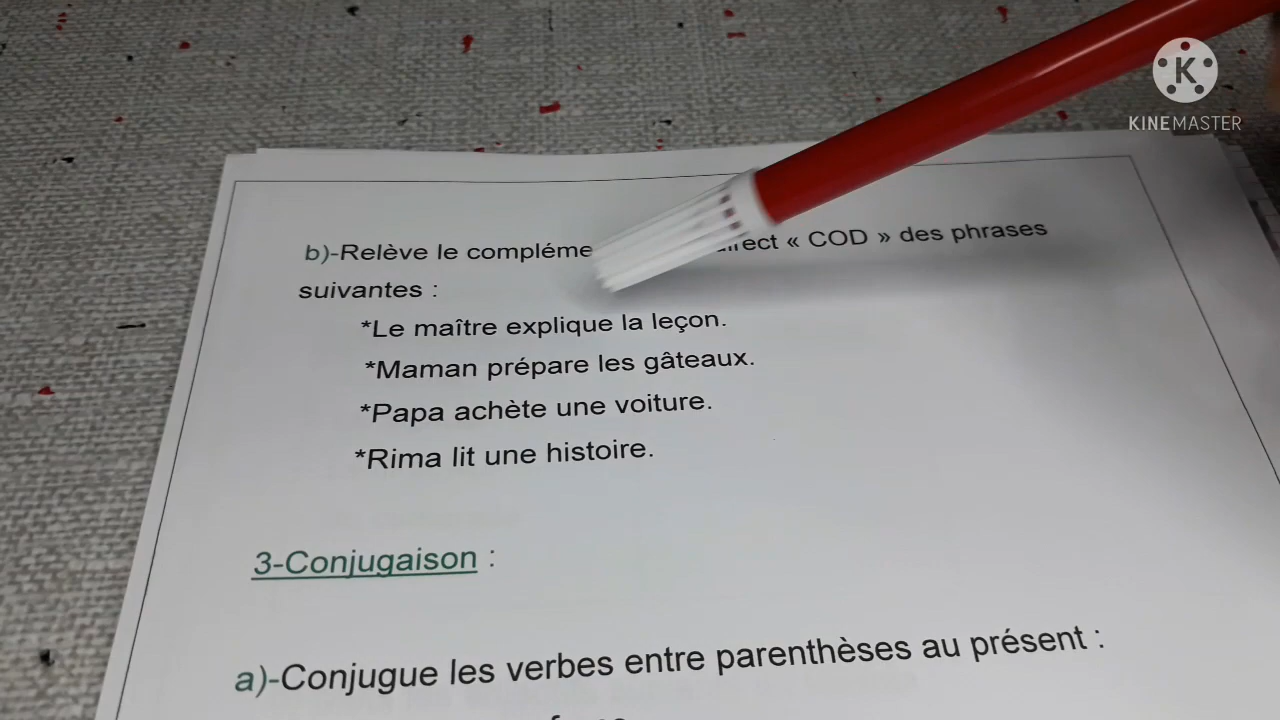 KINEMASTER
b)-Relève le compléme irect « COD » des phrases
suivantes :
*Le maître explique la leçon.
*Maman prépare les gâteaux.
*Papa achète une voiture.
*Rima lit une histoire.
3-Conjugaison :
a)-Conjugue les verbes entre parenthèses au présent :